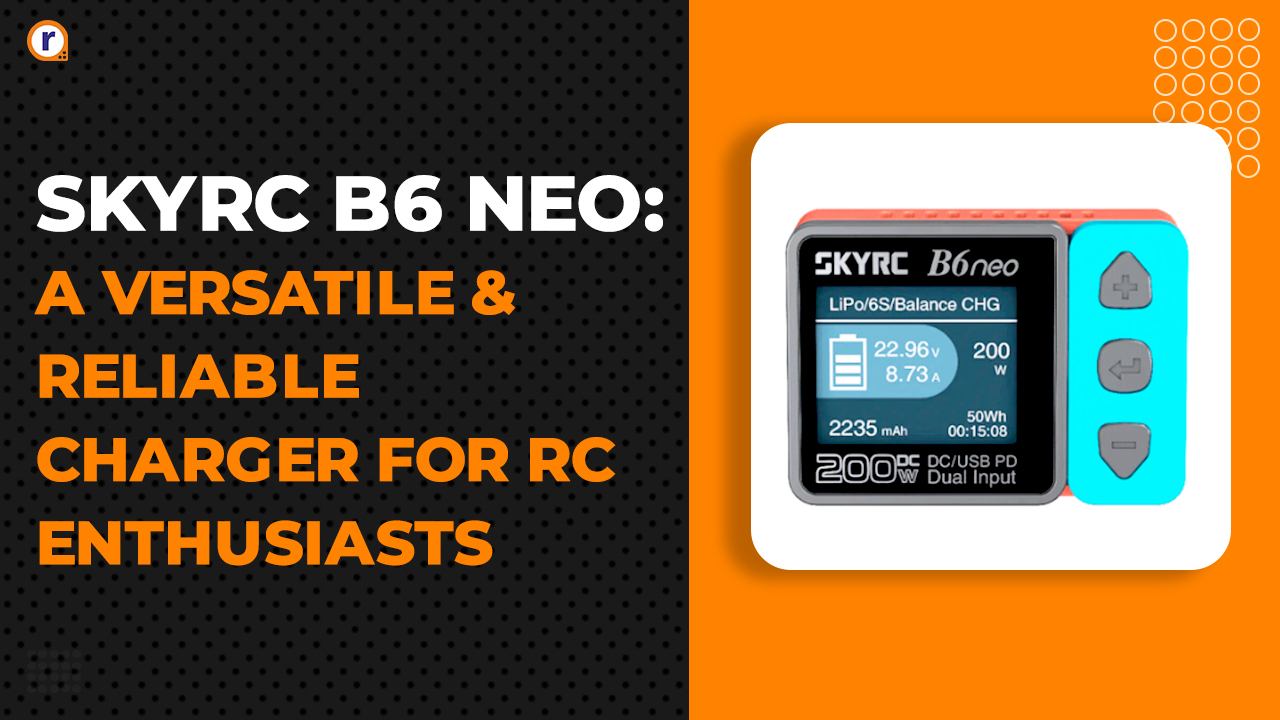 r
SKYRC B6 NEO:
A VERSATILE &
RELIABLE
CHARGER FOR RC
ENTHUSIASTS
SKYRC B6neo
LiPo/6S/Balance CHG
22.96V
8.73A
200
W
2235 mAh
50Wh
00:15:08
200DCW
DC/USB PD
Dual Input